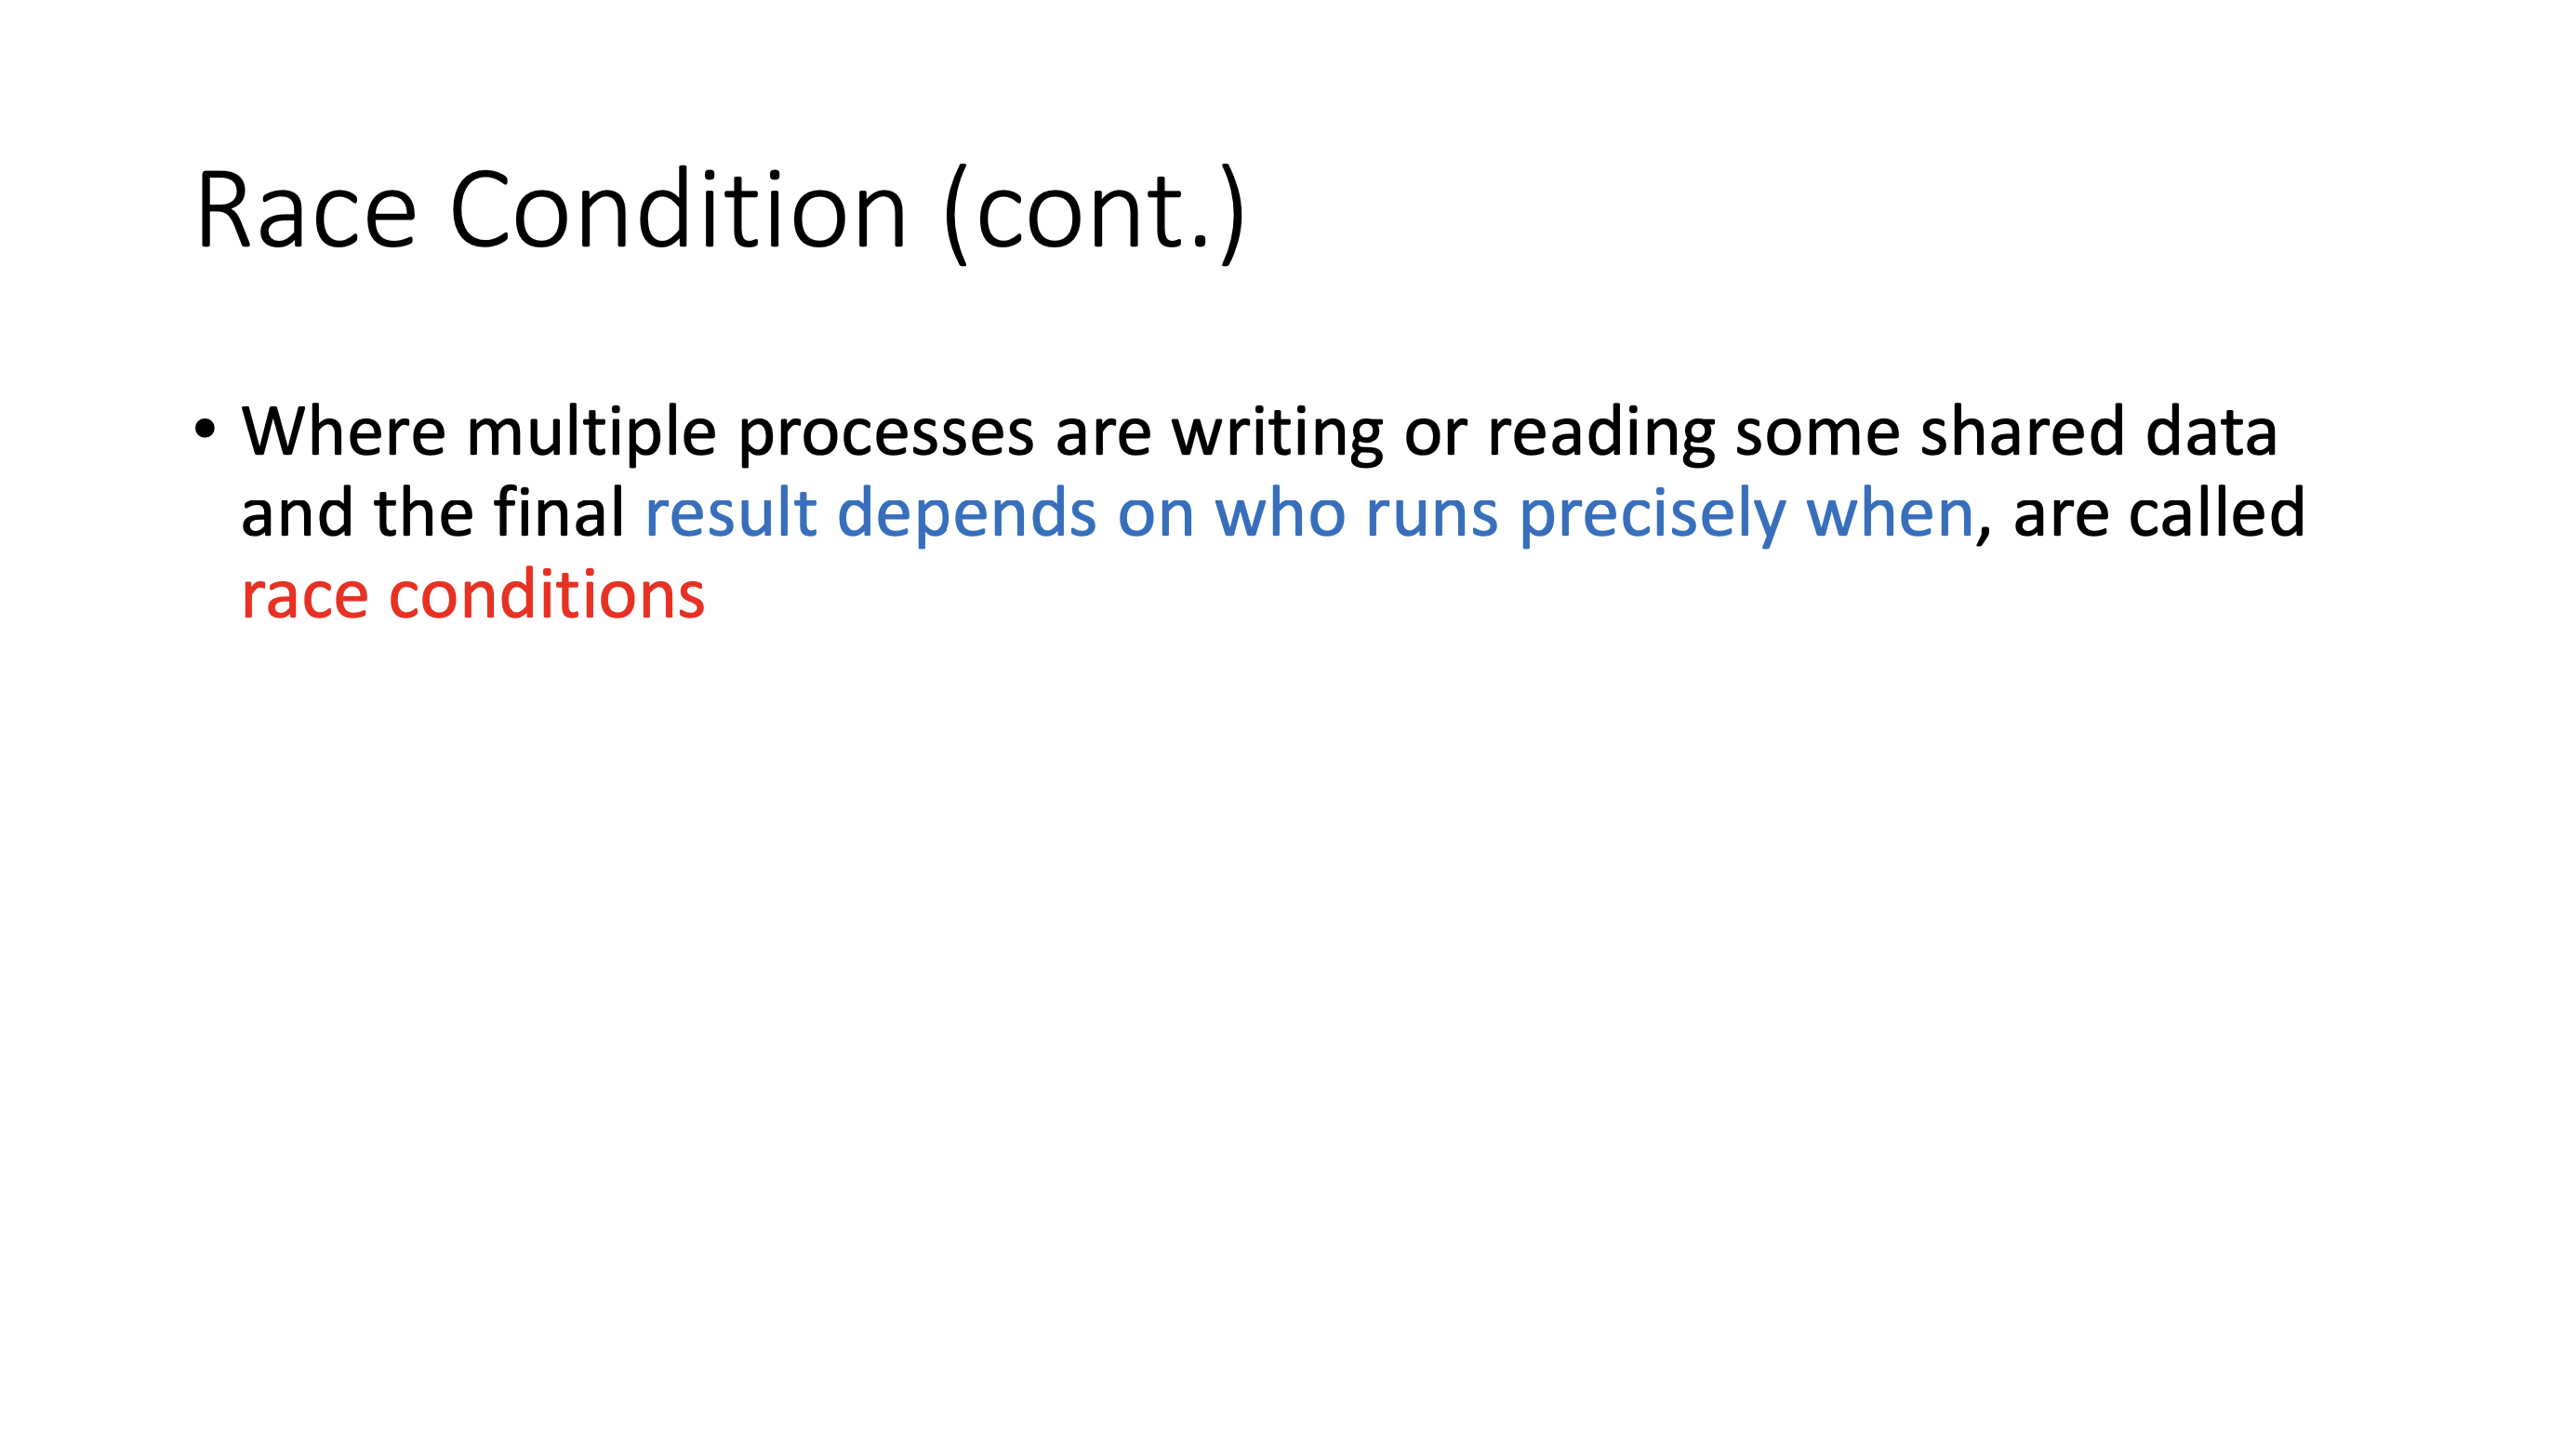 Race Condition (cont.)
• Where multiple processes are writing or reading some shared data
and the final result depends on who runs precisely when, are called
race conditions